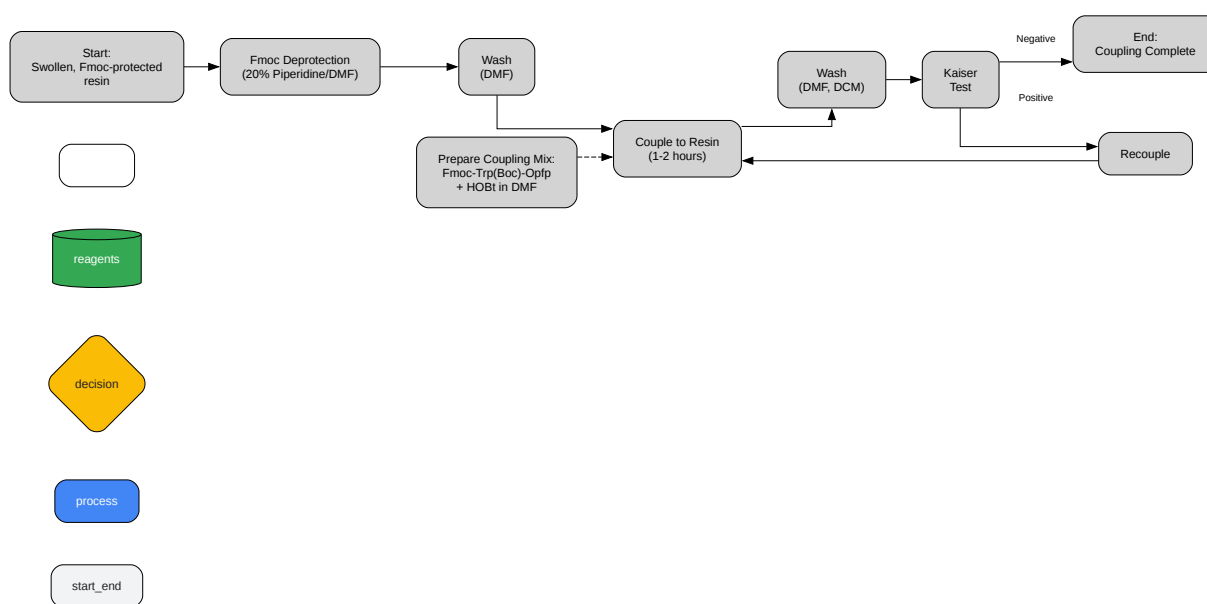 Start:
Swollen, Fmoc-protected
resin
Fmoc Deprotection
(20% Piperidine/DMF)
Wash
(DMF)
Prepare Coupling Mix:
Fmoc-Trp(Boc)-Opfp
+ HOBt in DMF
Couple to Resin
(1-2 hours)
Wash
(DMF, DCM)
Kaiser
Test
Negative
Positive
End:
Coupling Complete
Recouple
reagents
decision
process
start_end